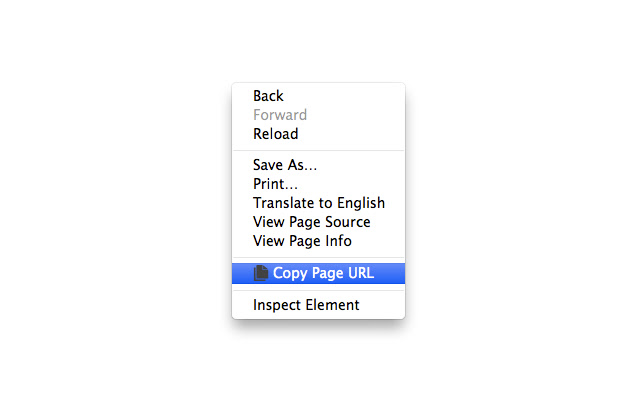 Back
Forward
Reload
Save As...
Print...
Translate to English
View Page Source
View Page Info
Copy Page URL
Inspect Element